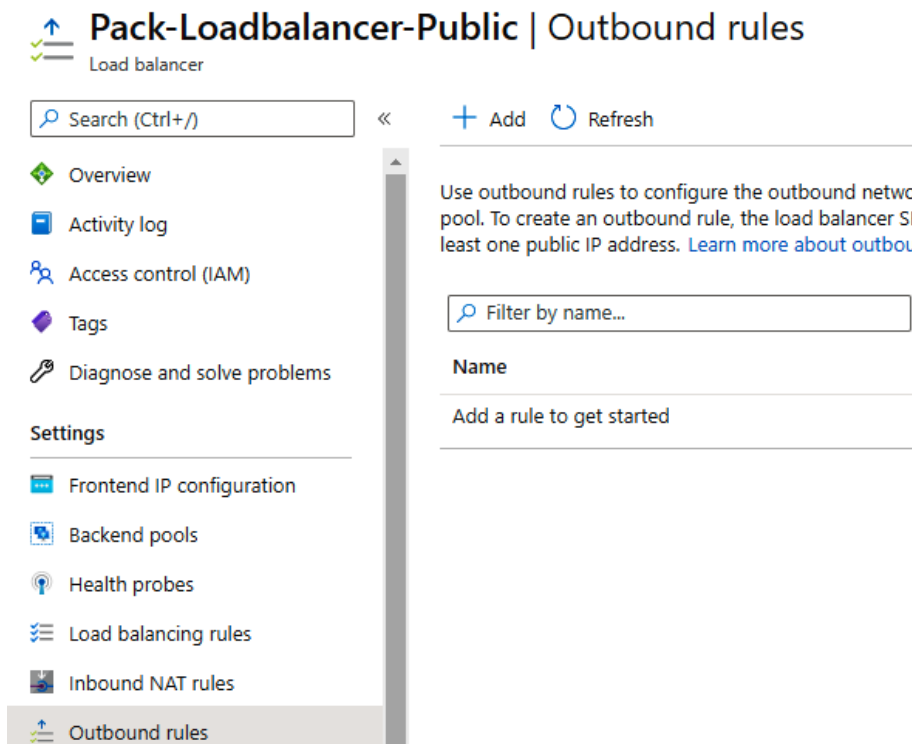 Pack-Loadbalancer-Public | Outbound rules
Load balancer
Search (Ctrl+/)
«
Overview
Activity log
Access control (IAM)
Tags
Diagnose and solve problems
Settings
Frontend IP configuration
Backend pools
Health probes
Load balancing rules
Inbound NAT rules
Outbound rules
Add Refresh
Use outbound rules to configure the outbound
pool. To create an outbound rule, the load balancer
least one public IP address. Learn more about
Filter by name...
Name
Add a rule to get started